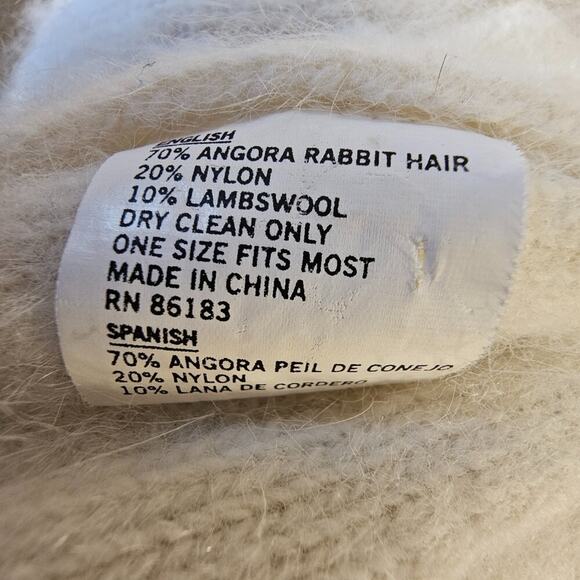 ENGLISH
70% ANGORA RABBIT HAIR
20% NYLON
10% LAMBSWOOL
DRY CLEAN ONLY
ONE SIZE FITS MOST
MADE IN CHINA
RN 86183
SPANISH
70% ANGORA PEIL DE CONEJO
20% NYLON
10% LANA DE CORDERO